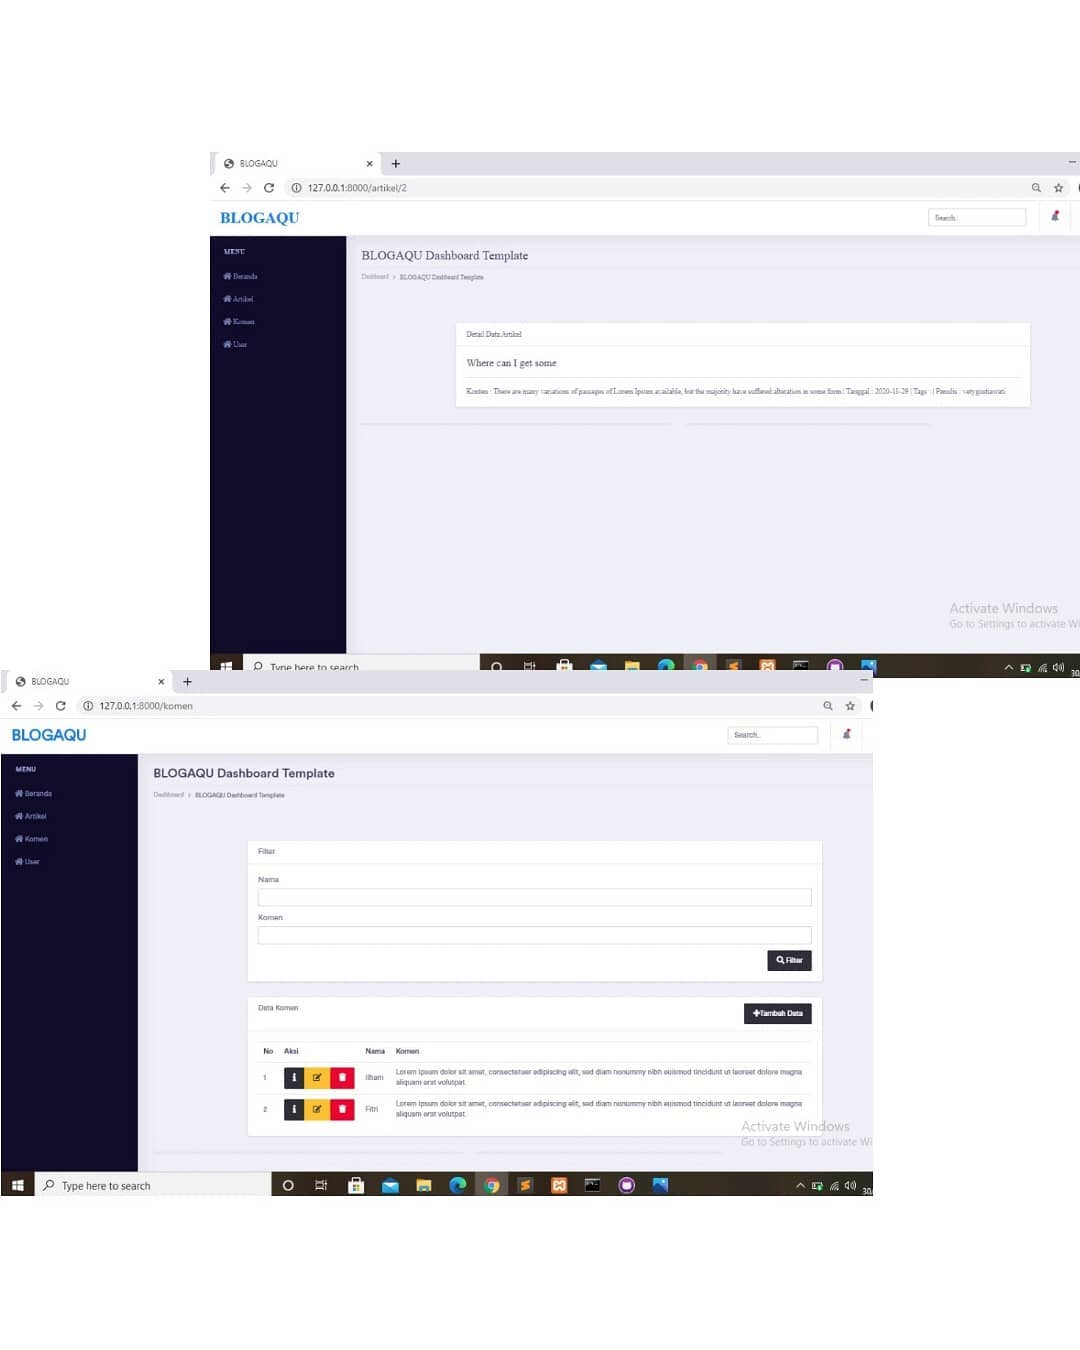 BLOGAQU
127.0.0.1:8000/artikel/2
BLOGAQU
Search..
MENU
Beranda
Artikel
Komen
User
BLOGAQU Dashboard Template
Dashboard > BLOGAQU Dashboard Template
Detail Data Artikel
Where can I get some
Konten : There are many variations of passages of Lorem Ipsum available, but the majority have suffered alteration in some form | Tanggal : 2020-11-29 | Tags : | Penulis : vetygustiawati
Activate Windows
Go to Settings to activate Wi
Type here to search
30
BLOGAQU
127.0.0.1:8000/komen
BLOGAQU
Search..
MENU
Beranda
Artikel
Komen
User
BLOGAQU Dashboard Template
Dashboard > BLOGAQU Dashboard Template
Filter
Nama
Komen
Filter
Data Komen
+Tambah Data
No Aksi Nama Komen
1 Ilham Lorem ipsum dolor sit amet, consectetuer adipiscing elit, sed diam nonummy nibh euismod tincidunt ut laoreet dolore magna
aliquam erat volutpat.
2 Fitri Lorem ipsum dolor sit amet, consectetuer adipiscing elit, sed diam nonummy nibh euismod tincidunt ut laoreet dolore magna
aliquam erat volutpat.
Activate Windows
Go to Settings to activate Wi
Type here to search
30